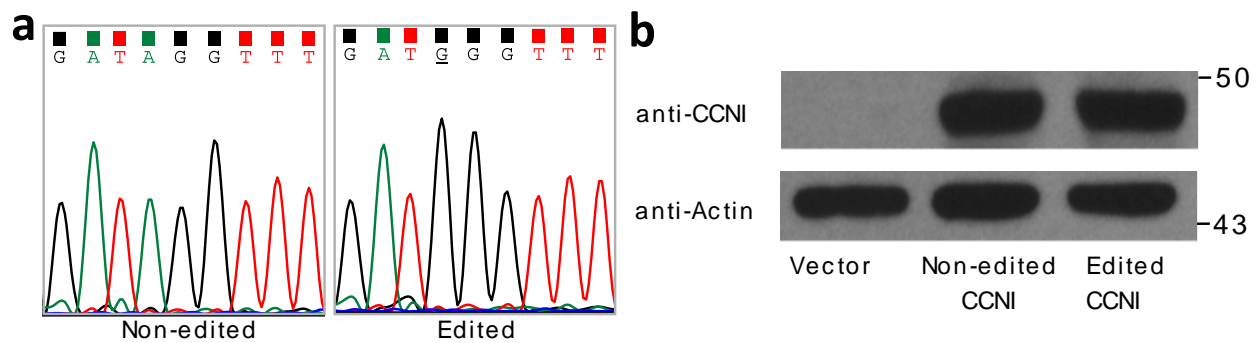 a
G A T A G G T T T
G A T G G G T T T
Non-edited
Edited
b
anti-CCNI
50
anti-Actin
43
Vector
Non-edited
CCNI
Edited
CCNI